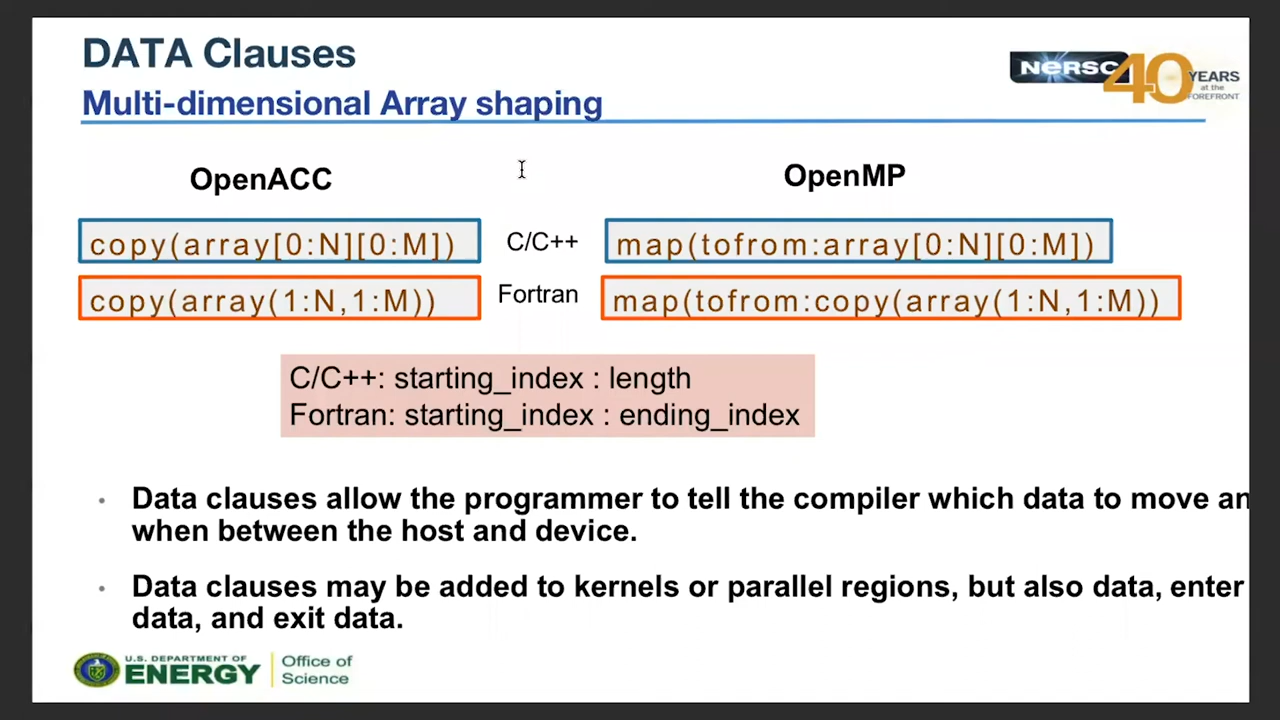 DATA Clauses
Multi-dimensional Array shaping
NERSC 40 YEARS
at the
FOREFRONT
OpenACC
OpenMP
copy(array[0:N][0:M])
C/C++
map(tofrom:array[0:N][0:M])
copy(array(1:N,1:M))
Fortran
map(tofrom:copy(array(1:N,1:M))
C/C++: starting_index : length
Fortran: starting_index : ending_index
• Data clauses allow the programmer to tell the compiler which data to move an
when between the host and device.
• Data clauses may be added to kernels or parallel regions, but also data, enter
data, and exit data.
U.S. DEPARTMENT OF
ENERGY
Office of
Science